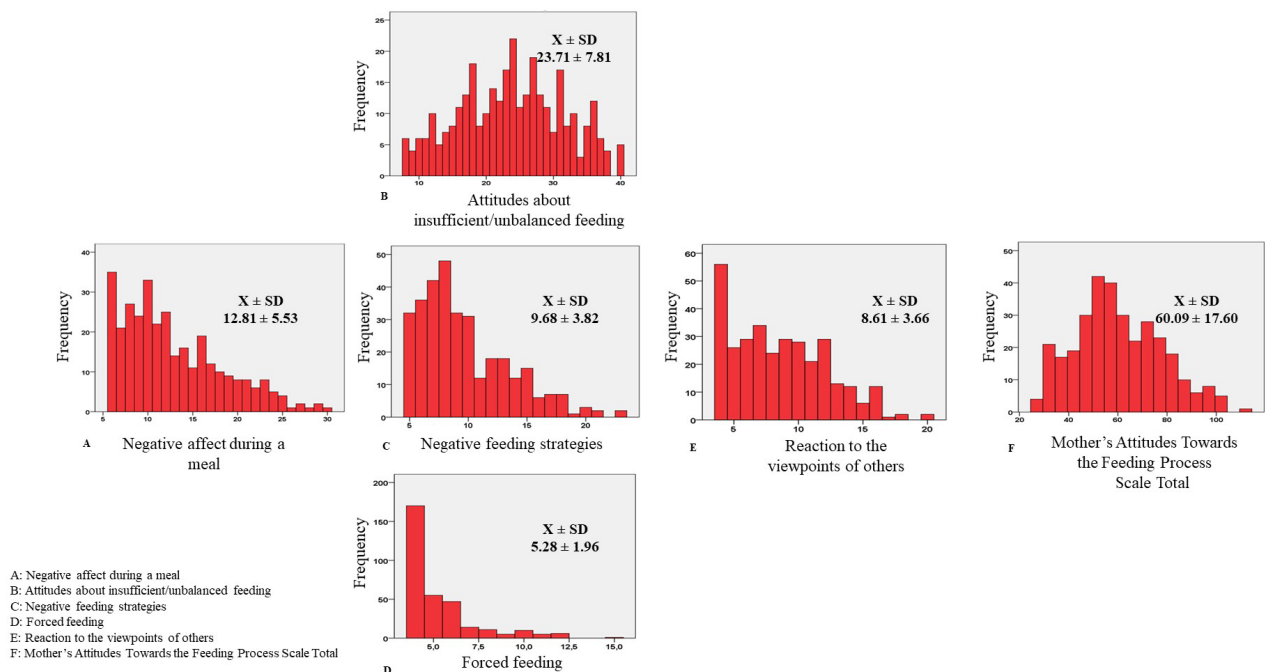 25
20
15
10
5
0
Frequency
X ± SD
23.71 ± 7.81
10
20
30
40
B
Attitudes about
insufficient/unbalanced feeding
40
30
20
10
0
Frequency
X ± SD
12.81 ± 5.53
5
10
15
20
25
30
A
Negative affect during a
meal
50
40
30
20
10
0
Frequency
X ± SD
9.68 ± 3.82
5
10
15
20
C
Negative feeding strategies
60
50
40
30
20
10
0
Frequency
X ± SD
8.61 ± 3.66
5
10
15
20
E
Reaction to the
viewpoints of others
50
40
30
20
10
0
Frequency
X ± SD
60.09 ± 17.60
20
40
60
80
100
F
Mother's Attitudes Towards
the Feeding Process
Scale Total
200
150
100
50
0
Frequency
X ± SD
5.28 ± 1.96
5,0
7,5
10,0
12,5
15,0
D
Forced feeding
A: Negative affect during a meal
B: Attitudes about insufficient/unbalanced feeding
C: Negative feeding strategies
D: Forced feeding
E: Reaction to the viewpoints of others
F: Mother's Attitudes Towards the Feeding Process Scale Total